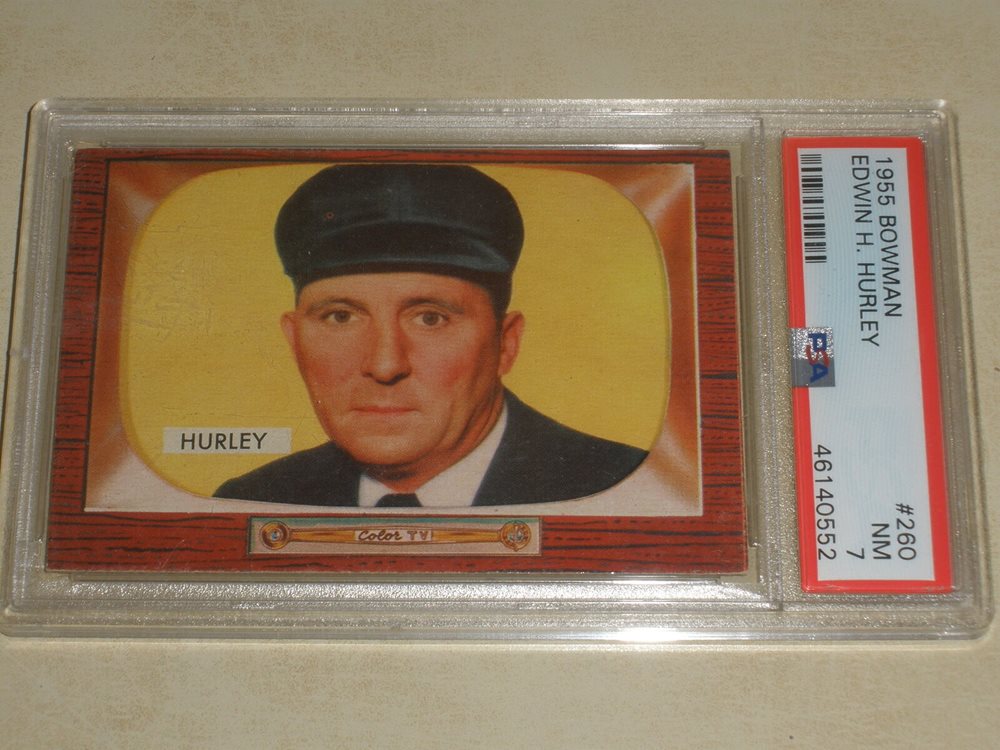 HURLEY
Color TV!
1955 BOWMAN
EDWIN H. HURLEY
PSA
#260
NM
7
46140552